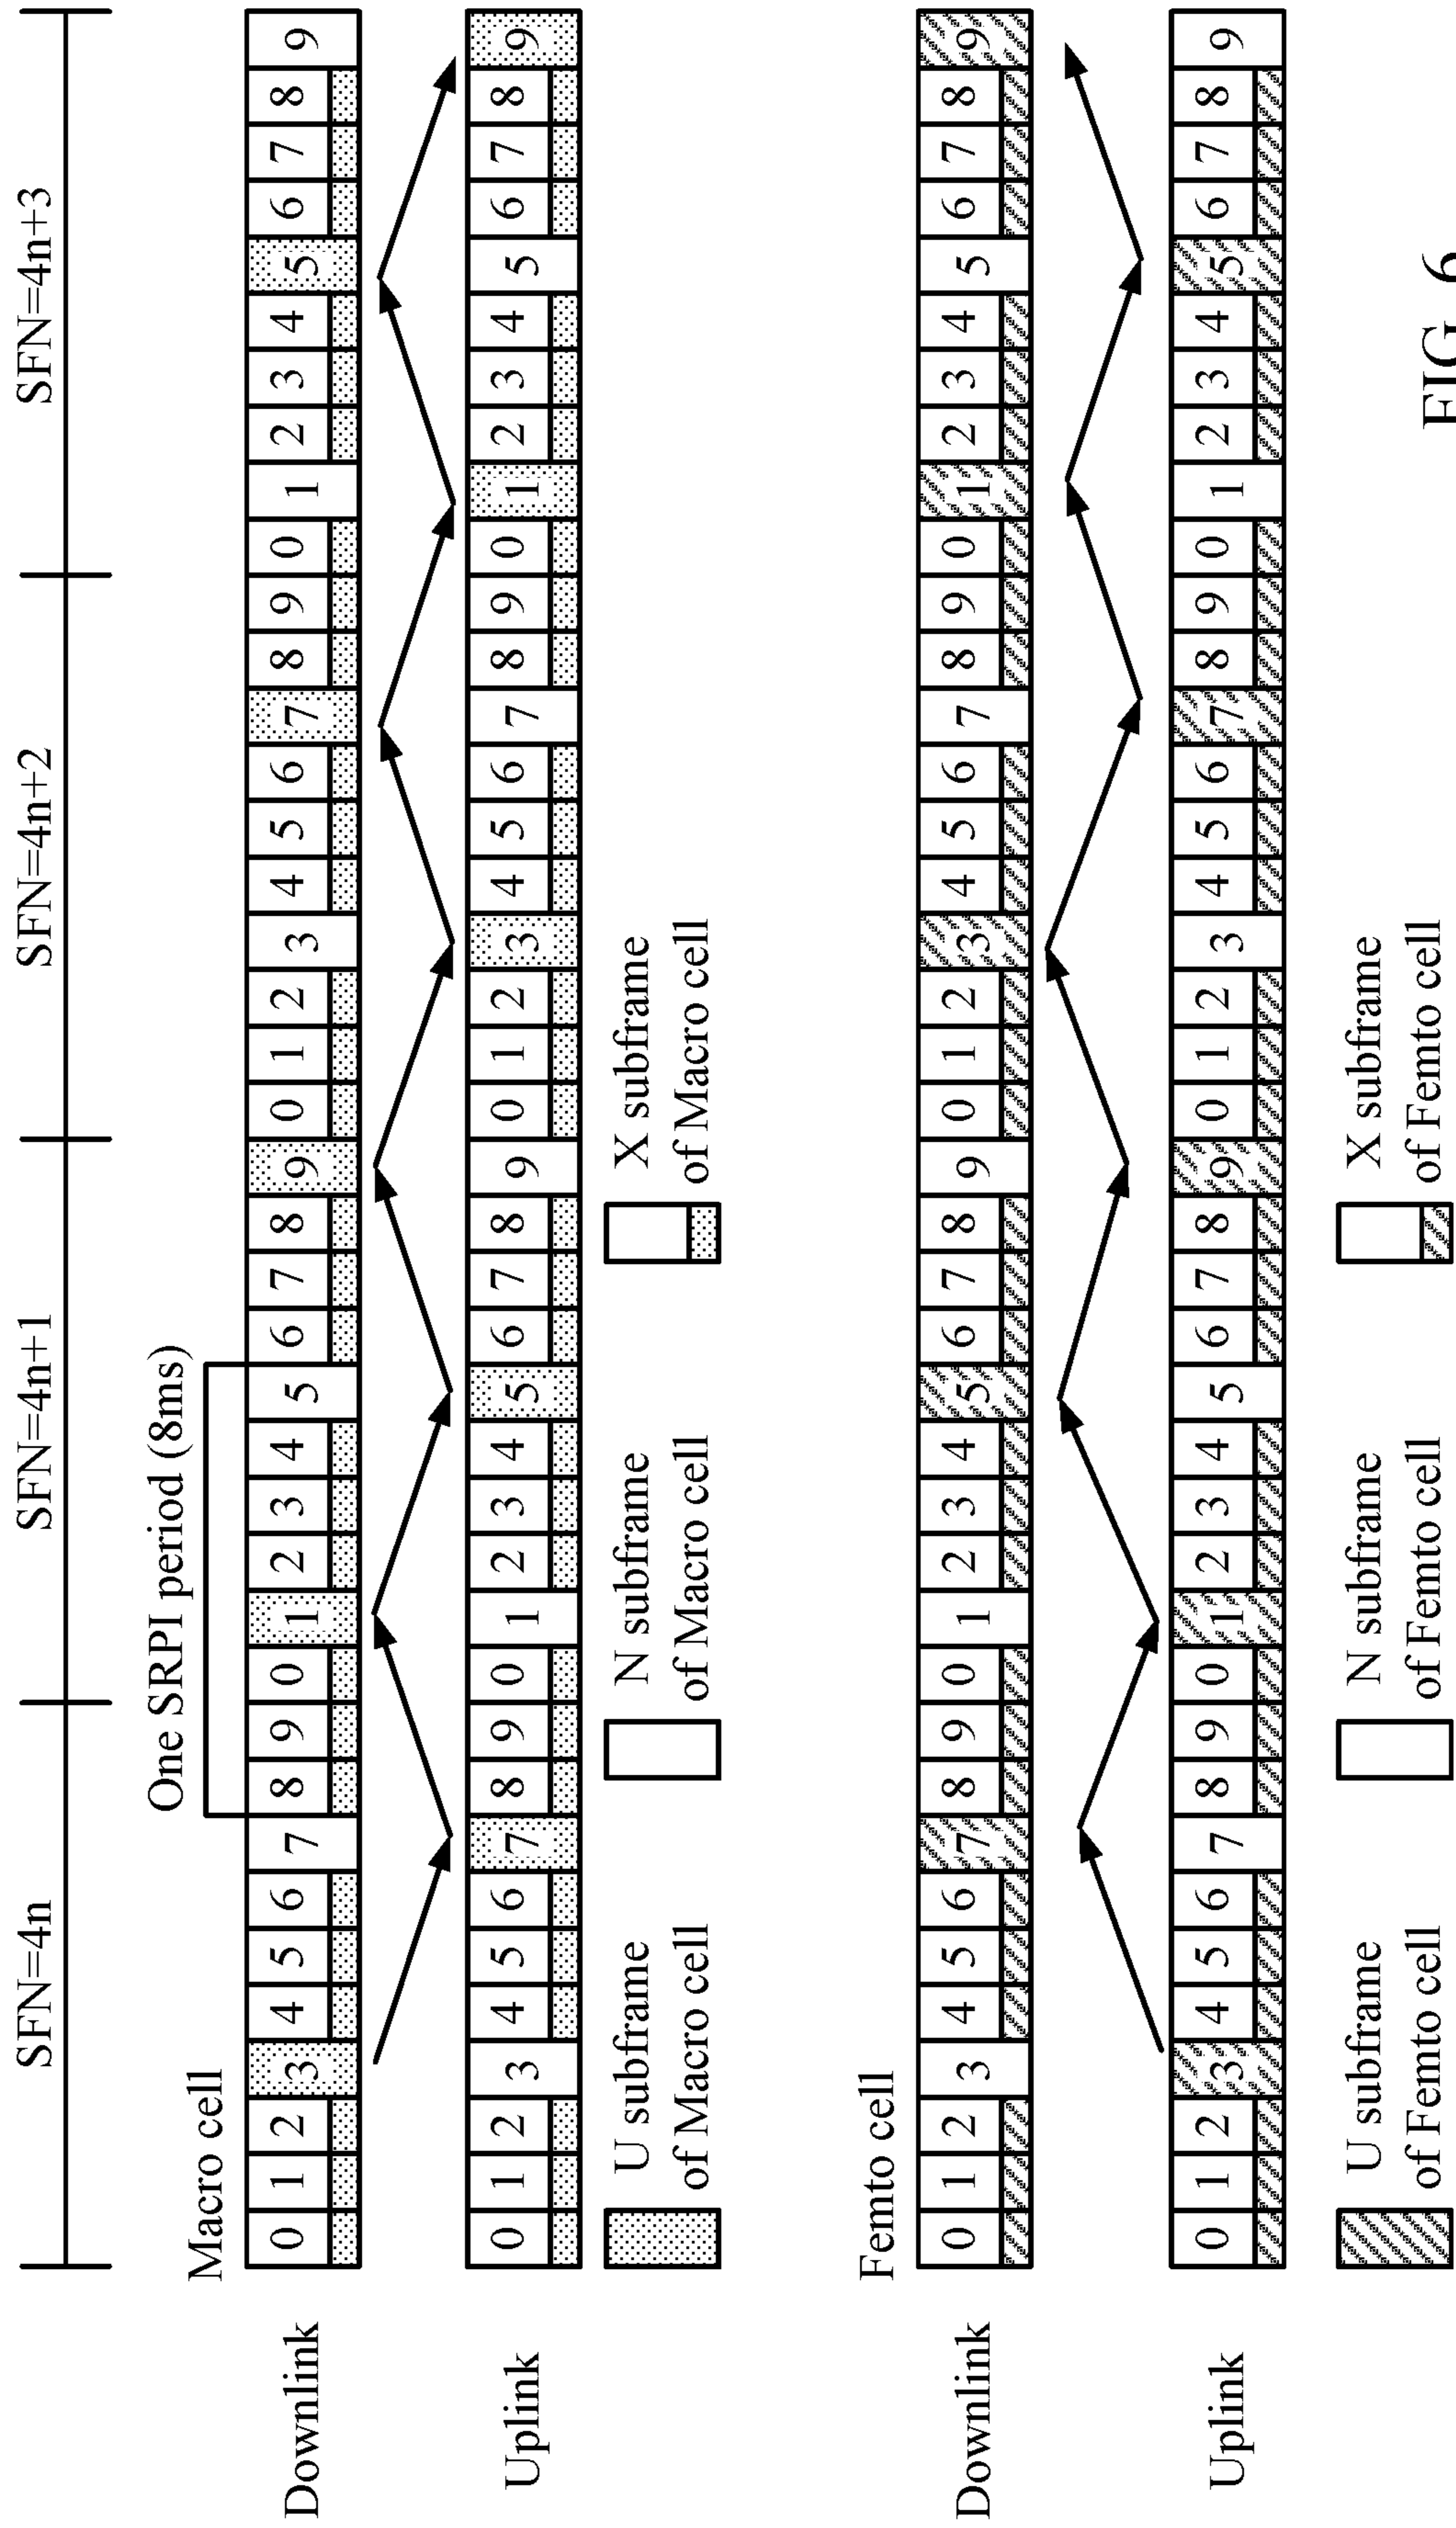 SFN=4n SFN=4n+1 SFN=4n+2 SFN=4n+3
One SRPI period (8ms)
Macro cell
Downlink 0 1 2 3 4 5 6 7 8 9 0 1 2 3 4 5 6 7 8 9 0 1 2 3 4 5 6 7 8 9 0 1 2 3 4 5 6 7 8 9
Uplink 0 1 2 3 4 5 6 7 8 9 0 1 2 3 4 5 6 7 8 9 0 1 2 3 4 5 6 7 8 9 0 1 2 3 4 5 6 7 8 9
U subframe
of Macro cell
N subframe
of Macro cell
X subframe
of Macro cell
Femto cell
Downlink 0 1 2 3 4 5 6 7 8 9 0 1 2 3 4 5 6 7 8 9 0 1 2 3 4 5 6 7 8 9 0 1 2 3 4 5 6 7 8 9
Uplink 0 1 2 3 4 5 6 7 8 9 0 1 2 3 4 5 6 7 8 9 0 1 2 3 4 5 6 7 8 9 0 1 2 3 4 5 6 7 8 9
U subframe
of Femto cell
N subframe
of Femto cell
X subframe
of Femto cell
FIG. 6